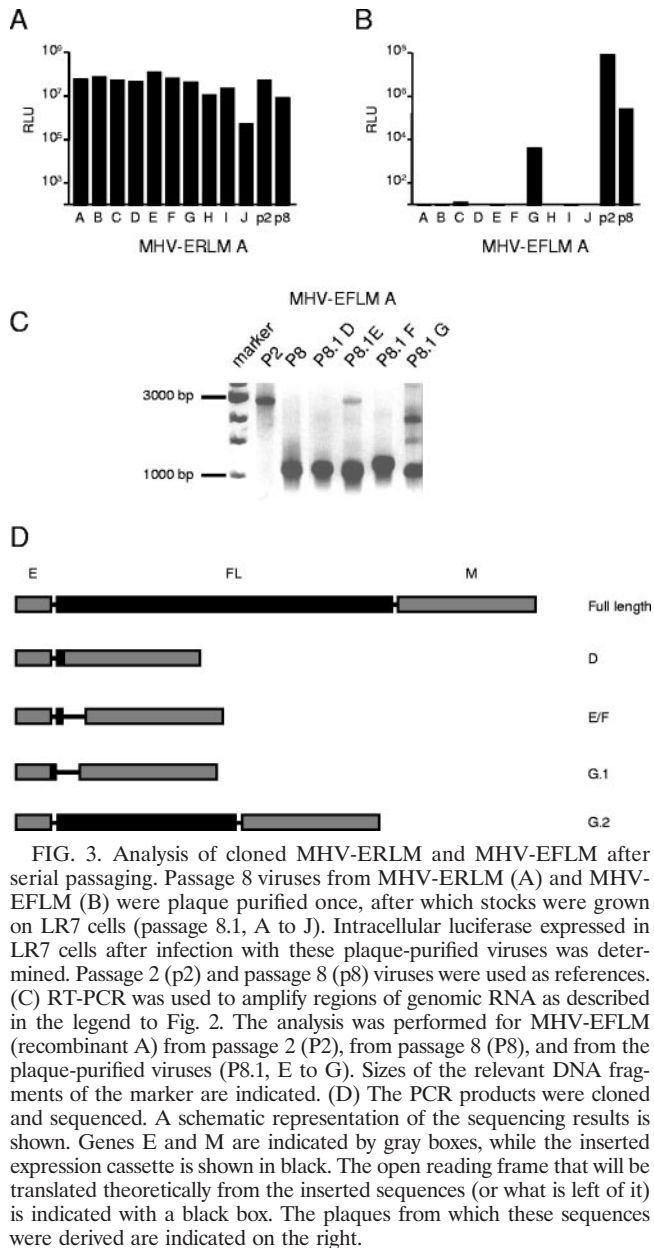 A
B
RLU
10⁹
10⁷
10⁵
10³
A B C D E F G H I J p2 p8
MHV-ERLM A
RLU
10⁸
10⁶
10⁴
10²
A B C D E F G H I J p2 p8
MHV-EFLM A
C
MHV-EFLM A
marker P2 P8 P8.1 D P8.1E P8.1 F P8.1 G
3000 bp
1000 bp
D
E FL M
Full length
D
E/F
G.1
G.2
FIG. 3. Analysis of cloned MHV-ERLM and MHV-EFLM after
serial passaging. Passage 8 viruses from MHV-ERLM (A) and MHV-
EFLM (B) were plaque purified once, after which stocks were grown
on LR7 cells (passage 8.1, A to J). Intracellular luciferase expressed in
LR7 cells after infection with these plaque-purified viruses was deter-
mined. Passage 2 (p2) and passage 8 (p8) viruses were used as references.
(C) RT-PCR was used to amplify regions of genomic RNA as described
in the legend to Fig. 2. The analysis was performed for MHV-EFLM
(recombinant A) from passage 2 (P2), from passage 8 (P8), and from the
plaque-purified viruses (P8.1, E to G). Sizes of the relevant DNA frag-
ments of the marker are indicated. (D) The PCR products were cloned
and sequenced. A schematic representation of the sequencing results is
shown. Genes E and M are indicated by gray boxes, while the inserted
expression cassette is shown in black. The open reading frame that will be
translated theoretically from the inserted sequences (or what is left of it)
is indicated with a black box. The plaques from which these sequences
were derived are indicated on the right.